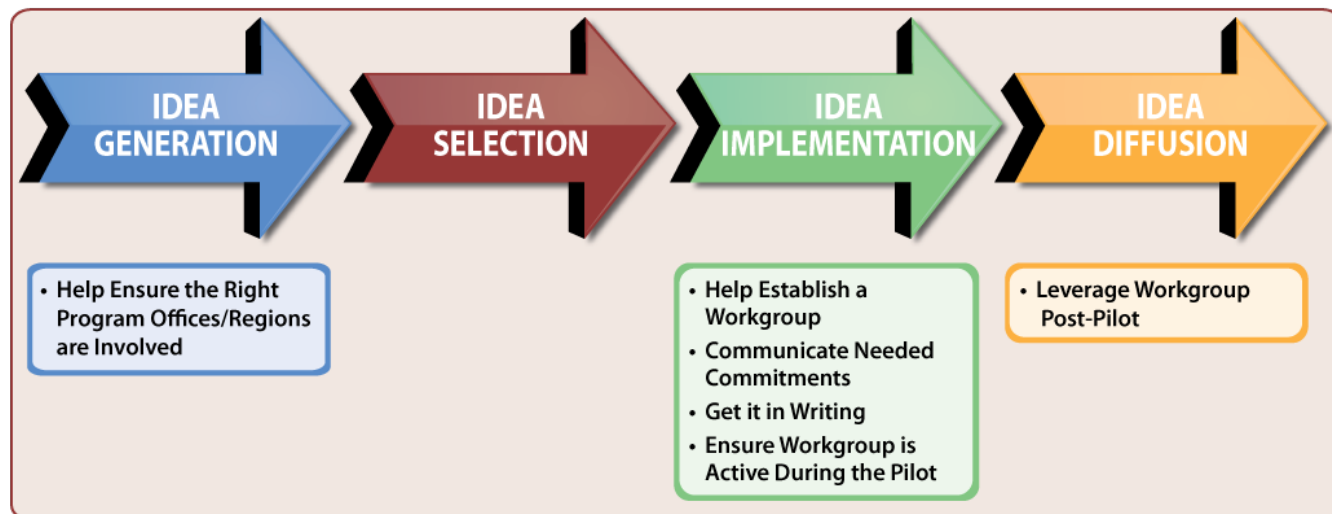 IDEA
GENERATION
IDEA
SELECTION
IDEA
IMPLEMENTATION
IDEA
DIFFUSION
• Help Ensure the Right
Program Offices/Regions
are Involved
• Help Establish a
Workgroup
• Communicate Needed
Commitments
• Get it in Writing
• Ensure Workgroup is
Active During the Pilot
• Leverage Workgroup
Post-Pilot